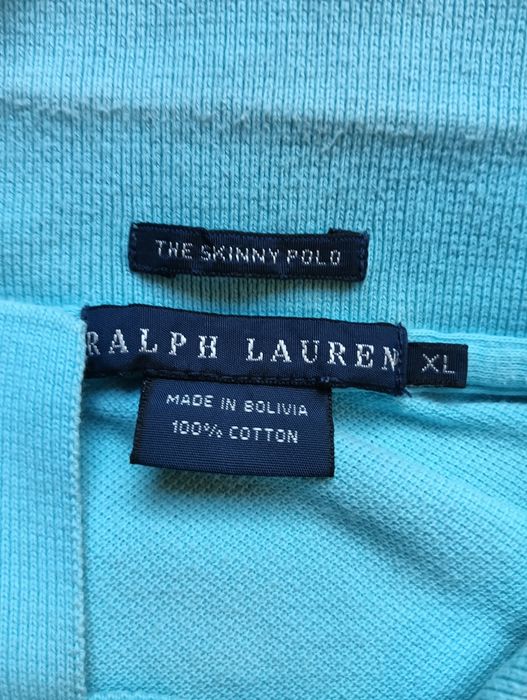 THE SKINNY POLO
RALPH LAUREN XL
MADE IN BOLIVIA
100% COTTON